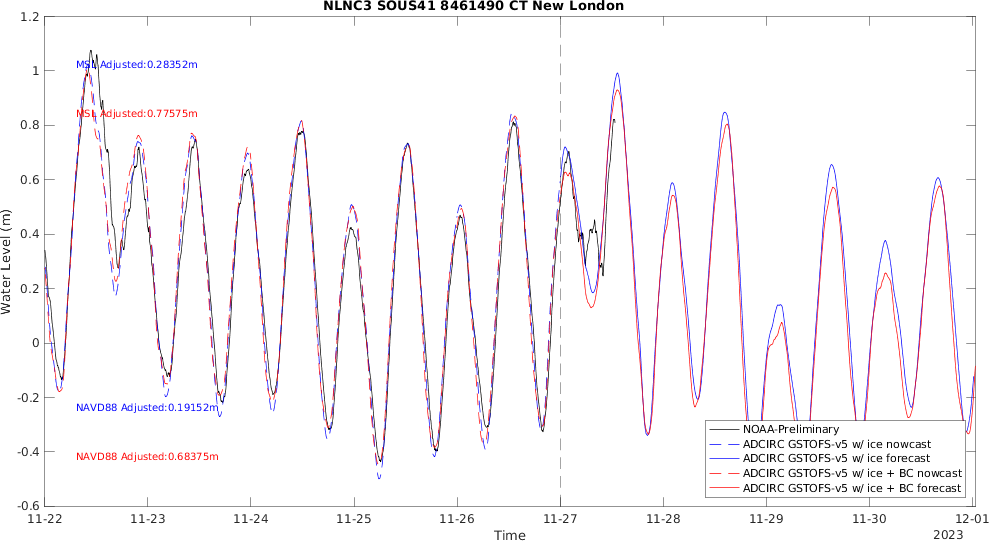 NLNC3 SOUS41 8461490 CT New London
1.2
1
0.8
0.6
0.4
0.2
0
-0.2
-0.4
-0.6
Water Level (m)
MSL Adjusted:0.28352m
MSL Adjusted:0.77575m
NAVD88 Adjusted:0.19152m
NAVD88 Adjusted:0.68375m
NOAA-Preliminary
ADCIRC GSTOFS-v5 w/ ice nowcast
ADCIRC GSTOFS-v5 w/ ice forecast
ADCIRC GSTOFS-v5 w/ ice + BC nowcast
ADCIRC GSTOFS-v5 w/ ice + BC forecast
11-22 11-23 11-24 11-25 11-26 11-27 11-28 11-29 11-30 12-01
Time
2023